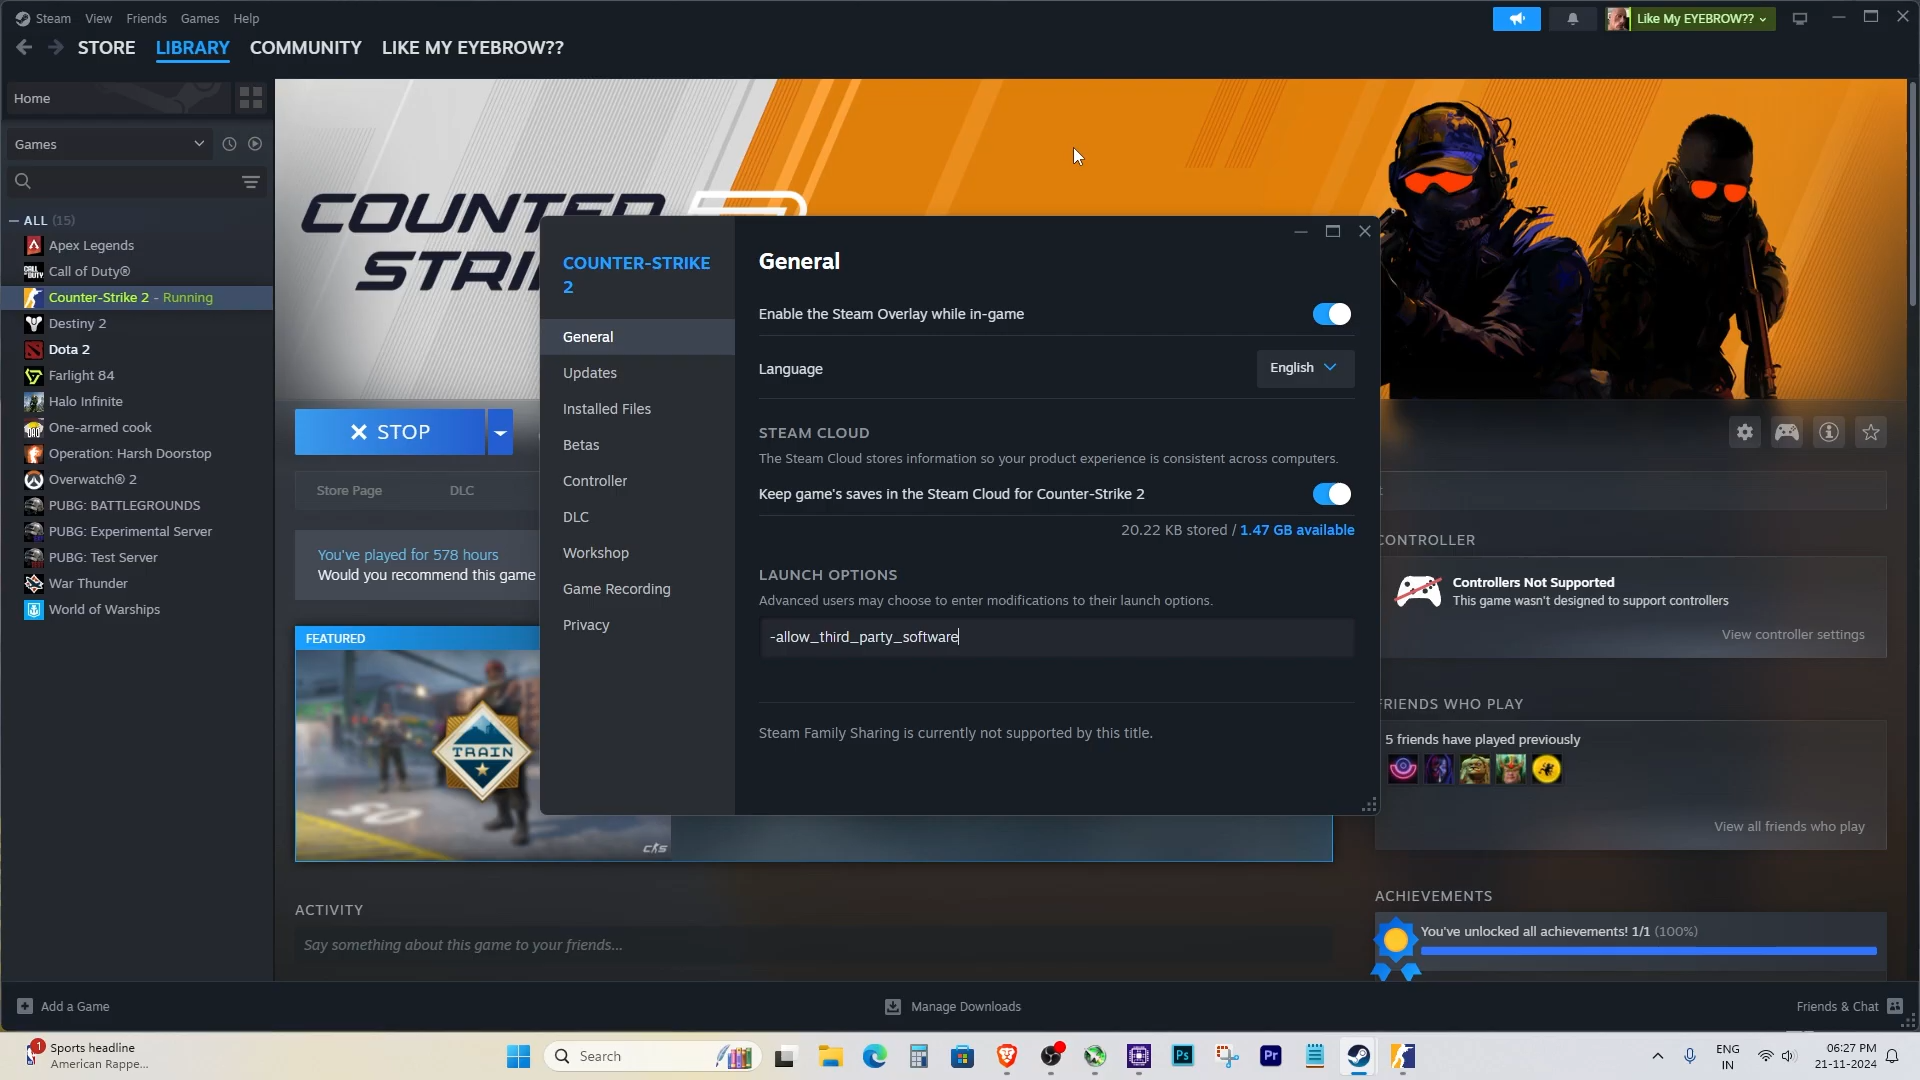 Steam View Friends Games Help
Like My EYEBROW??
STORE LIBRARY COMMUNITY LIKE MY EYEBROW??
Home
Games
ALL (15)
Apex Legends
Call of Duty®
Counter-Strike 2 - Running
Destiny 2
Dota 2
Farlight 84
Halo Infinite
One-armed cook
Operation: Harsh Doorstop
Overwatch® 2
PUBG: BATTLEGROUNDS
PUBG: Experimental Server
PUBG: Test Server
War Thunder
World of Warships
COUNTER
STRI
STOP
Store Page DLC
You've played for 578 hours
Would you recommend this game
FEATURED
TRAIN
ACTIVITY
Say something about this game to your friends...
COUNTER-STRIKE
2
General
Updates
Installed Files
Betas
Controller
DLC
Workshop
Game Recording
Privacy
General
Enable the Steam Overlay while in-game
Language English
STEAM CLOUD
The Steam Cloud stores information so your product experience is consistent across computers.
Keep game's saves in the Steam Cloud for Counter-Strike 2
20.22 KB stored / 1.47 GB available
LAUNCH OPTIONS
Advanced users may choose to enter modifications to their launch options.
-allow_third_party_software
Steam Family Sharing is currently not supported by this title.
CONTROLLER
Controllers Not Supported
This game wasn't designed to support controllers
View controller settings
FRIENDS WHO PLAY
5 friends have played previously
View all friends who play
ACHIEVEMENTS
You've unlocked all achievements! 1/1 (100%)
Add a Game
Manage Downloads
Friends & Chat
1
Sports headline
American Rappe...
Search
Ps
Pr
ENG
IN
06:27 PM
21-11-2024